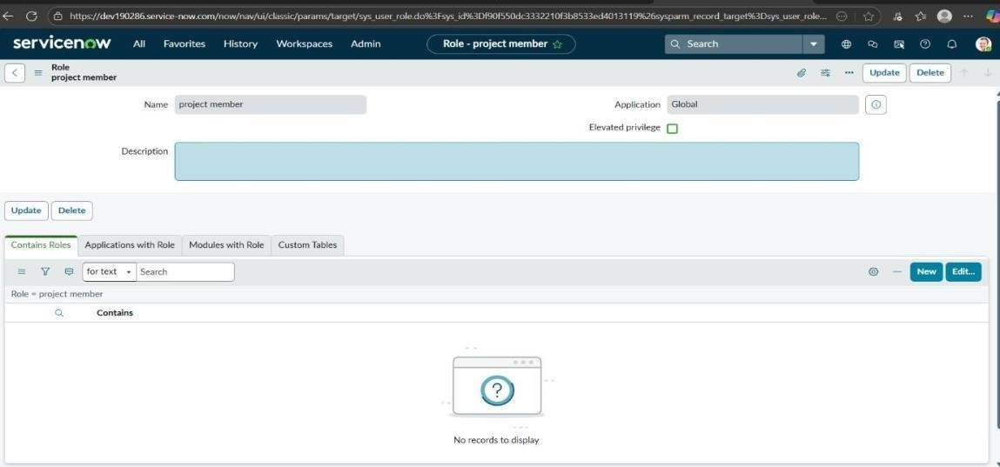 https://dev190286.service-now.com/now/nav/ui/classic/params/target/sys_user_role.do%3Fsys_id%3Df90f550dc3332210f3b8533ed4013119%26sysparm_record_target%3Dsys_user_role...
servicenow All Favorites History Workspaces Admin Role - project member Search
Role
project member
Update Delete
Name project member Application Global
Elevated privilege
Description
Update Delete
Contains Roles Applications with Role Modules with Role Custom Tables
for text Search New Edit...
Role = project member
Contains
?
No records to display